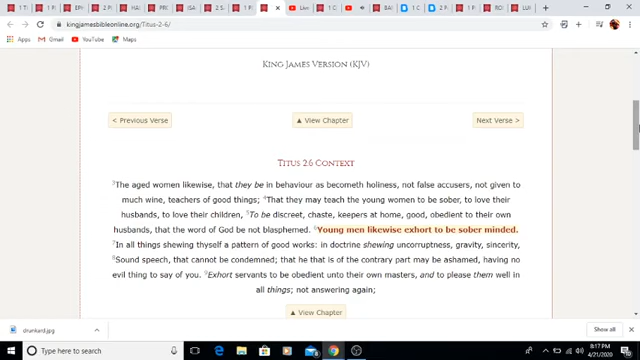 kingjamesbibleonline.org/Titus-2-6/
Apps Gmail YouTube Maps
KING JAMES VERSION (KJV)
< Previous Verse ▲ View Chapter Next Verse >
TITUS 2:6 CONTEXT
3The aged women likewise, that they be in behaviour as becometh holiness, not false accusers, not given to
much wine, teachers of good things; 4That they may teach the young women to be sober, to love their
husbands, to love their children, 5To be discreet, chaste, keepers at home, good, obedient to their own
husbands, that the word of God be not blasphemed. 6Young men likewise exhort to be sober minded.
7In all things shewing thyself a pattern of good works: in doctrine shewing uncorruptness, gravity, sincerity,
8Sound speech, that cannot be condemned; that he that is of the contrary part may be ashamed, having no
evil thing to say of you. 9Exhort servants to be obedient unto their own masters, and to please them well in
all things; not answering again;
▲ View Chapter
drunkard.jpg Show all
Type here to search
8:17 PM
4/21/2020